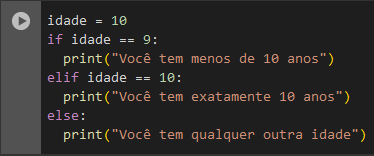 idade = 10
if idade == 9:
  print("Você tem menos de 10 anos")
elif idade == 10:
  print("Você tem exatamente 10 anos")
else:
  print("Você tem qualquer outra idade")